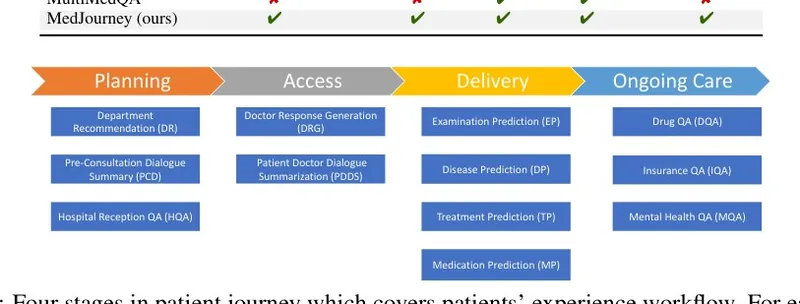 MultiMedQA ✘ ✘ ✔ ✔ ✘
MedJourney (ours) ✔ ✔ ✔ ✔ ✔
Planning
Access
Delivery
Ongoing Care
Department
Recommendation (DR)
Pre-Consultation Dialogue
Summary (PCD)
Hospital Reception QA (HQA)
Doctor Response Generation
(DRG)
Patient Doctor Dialogue
Summarization (PDDS)
Examination Prediction (EP)
Disease Prediction (DP)
Treatment Prediction (TP)
Medication Prediction (MP)
Drug QA (DQA)
Insurance QA (IQA)
Mental Health QA (MQA)
: Four stages in patient journey which covers patients' experience workflow. For ea